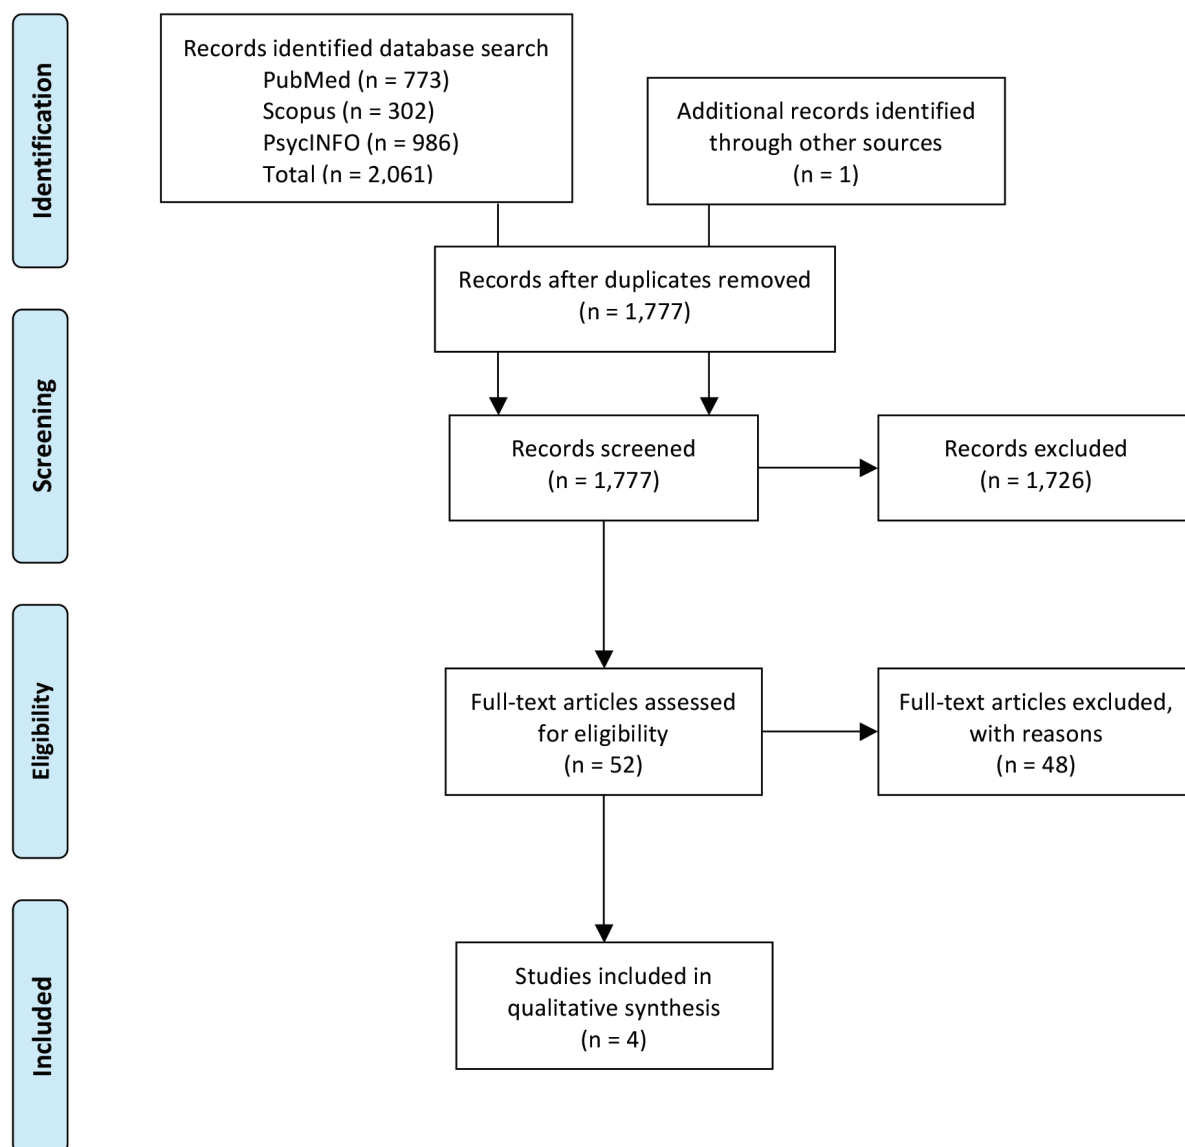 Identification
Records identified database search
PubMed (n = 773)
Scopus (n = 302)
PsycINFO (n = 986)
Total (n = 2,061)
Additional records identified
through other sources
(n = 1)
Records after duplicates removed
(n = 1,777)
Screening
Records screened
(n = 1,777)
Records excluded
(n = 1,726)
Eligibility
Full-text articles assessed
for eligibility
(n = 52)
Full-text articles excluded,
with reasons
(n = 48)
Included
Studies included in
qualitative synthesis
(n = 4)